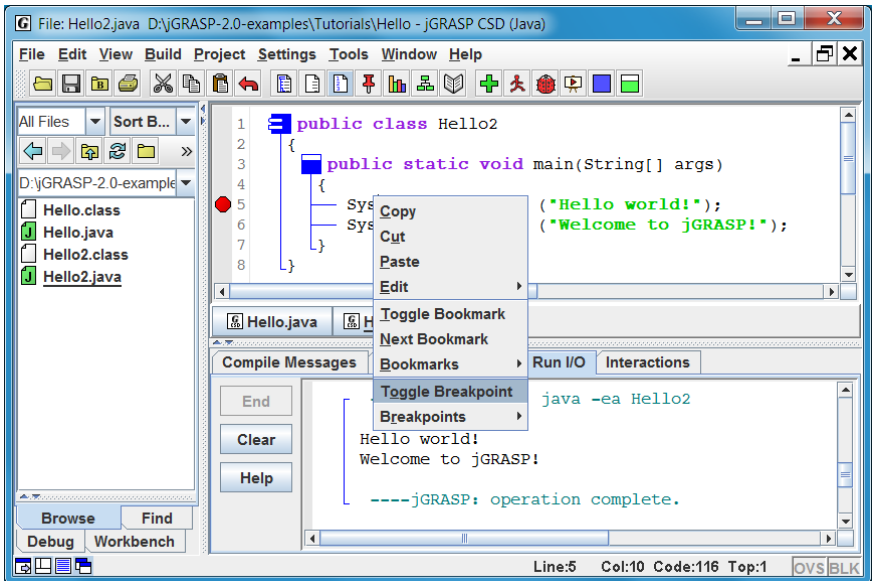 File: Hello2.java D:\jGRASP-2.0-examples\Tutorials\Hello - jGRASP CSD (Java)
File Edit View Build Project Settings Tools Window Help
All Files Sort B...
»
D:\jGRASP-2.0-example
Hello.class
Hello.java
Hello2.class
Hello2.java
Browse Find
Debug Workbench
1 public class Hello2
2 {
3 public static void main(String[] args)
4 {
5 Sys ("Hello world!");
6 Sys ("Welcome to jGRASP!");
7 }
8 }
Copy
Cut
Paste
Edit
Toggle Bookmark
Next Bookmark
Bookmarks
Toggle Breakpoint
Breakpoints
Hello.java H
Compile Messages Run I/O Interactions
End
Clear
Help
java -ea Hello2
Hello world!
Welcome to jGRASP!
----jGRASP: operation complete.
Line:5 Col:10 Code:116 Top:1 OVS BLK